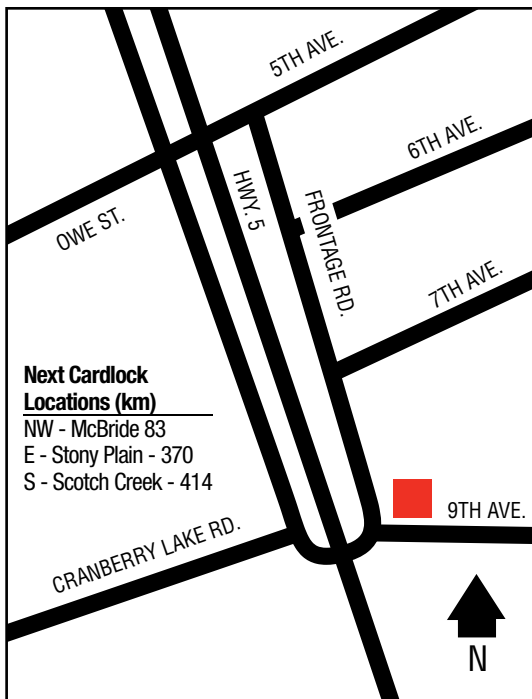 5TH AVE.
6TH AVE.
OWE ST.
HWY. 5
FRONTAGE RD.
7TH AVE.
Next Cardlock
Locations (km)
NW - McBride 83
E - Stony Plain - 370
S - Scotch Creek - 414
9TH AVE.
CRANBERRY LAKE RD.
N